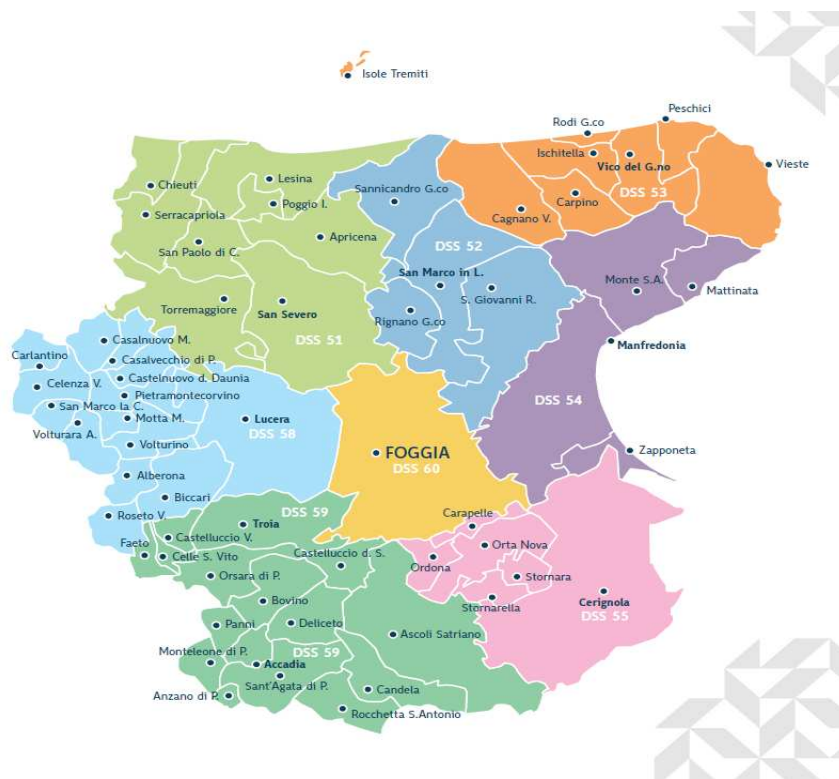 Isole Tremiti
Peschici
Rodi G.co
Ischitella
Vico del G.no
Vieste
Chieuti
Lesina
Sannicandro G.co
DSS 53
Poggio I.
Carpino
Serracapriola
Cagnano V.
Apricena
San Paolo di C.
DSS 52
San Marco in L.
Monte S.A.
Mattinata
Torremaggiore
San Severo
S. Giovanni R.
Rignano G.co
DSS 51
Casalnuovo M.
Manfredonia
Carlantino
Casalvecchio di P.
Celenza V.
Castelnuovo d. Daunia
Pietramontecorvino
DSS 54
San Marco la C.
Motta M.
Lucera
Volturara A.
DSS 58
Volturino
FOGGIA
Zapponeta
DSS 60
Alberona
Biccari
DSS 59
Carapelle
Roseto V.
Troia
Castelluccio V.
Orta Nova
Faeto
Celle S. Vito
Castelluccio d. S.
Ordona
Orsara di P.
Stornara
Cerignola
Bovino
Stornarella
DSS 55
Panni
Deliceto
Ascoli Satriano
Monteleone di P.
DSS 59
Accadia
Sant'Agata di P.
Candela
Anzano di P.
Rocchetta S.Antonio